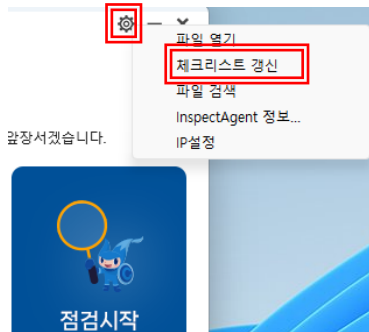 파일 열기
체크리스트 갱신
파일 검색
InspectAgent 정보...
IP설정
앞장서겠습니다.
점검시작